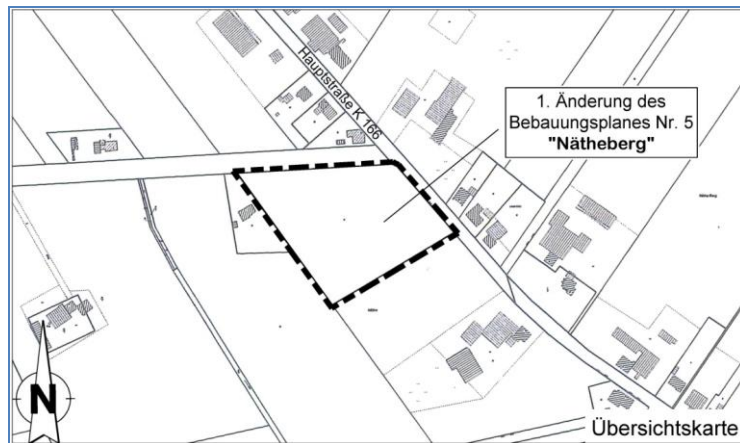 Hauptstraße K 166
1. Änderung des
Bebauungsplanes Nr. 5
"Nätheberg"
N
Übersichtskarte